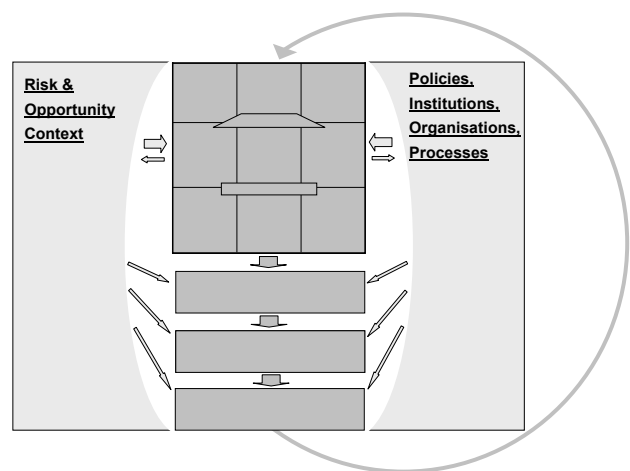 Risk &
Opportunity
Context
Policies,
Institutions,
Organisations,
Processes